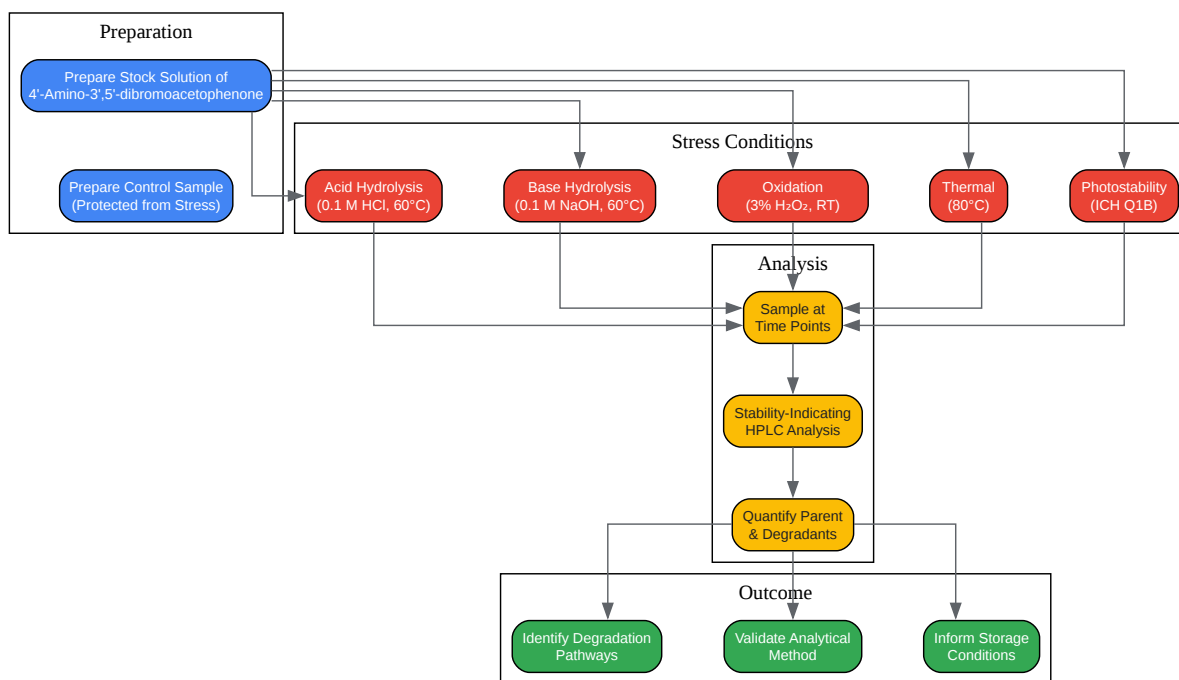 Preparation
Prepare Stock Solution of
4'-Amino-3',5'-dibromoacetophenone
Prepare Control Sample
(Protected from Stress)
Stress Conditions
Acid Hydrolysis
(0.1 M HCl, 60°C)
Base Hydrolysis
(0.1 M NaOH, 60°C)
Oxidation
(3% H₂O₂, RT)
Thermal
(80°C)
Photostability
(ICH Q1B)
Analysis
Sample at
Time Points
Stability-Indicating
HPLC Analysis
Quantify Parent
& Degradants
Outcome
Identify Degradation
Pathways
Validate Analytical
Method
Inform Storage
Conditions